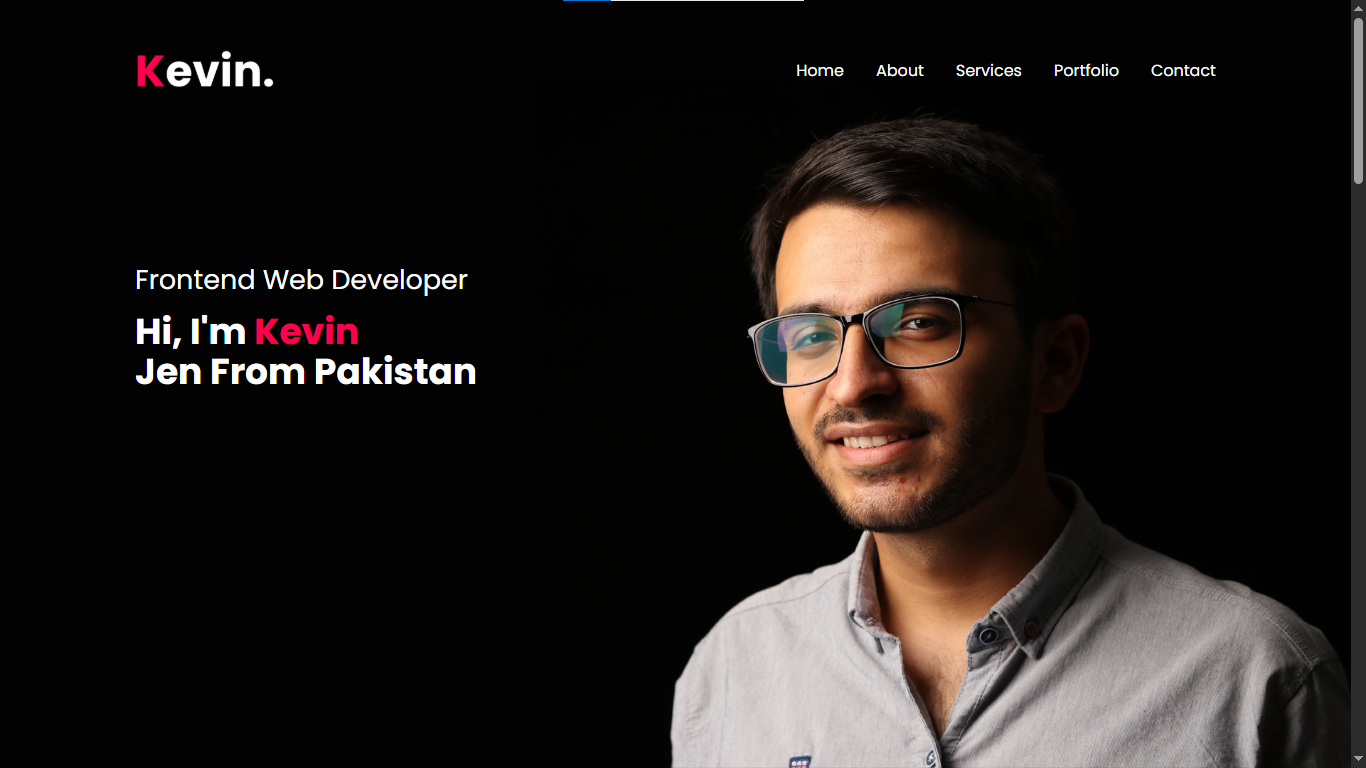 Kevin.
Home About Services Portfolio Contact
Frontend Web Developer
Hi, I'm Kevin
Jen From Pakistan